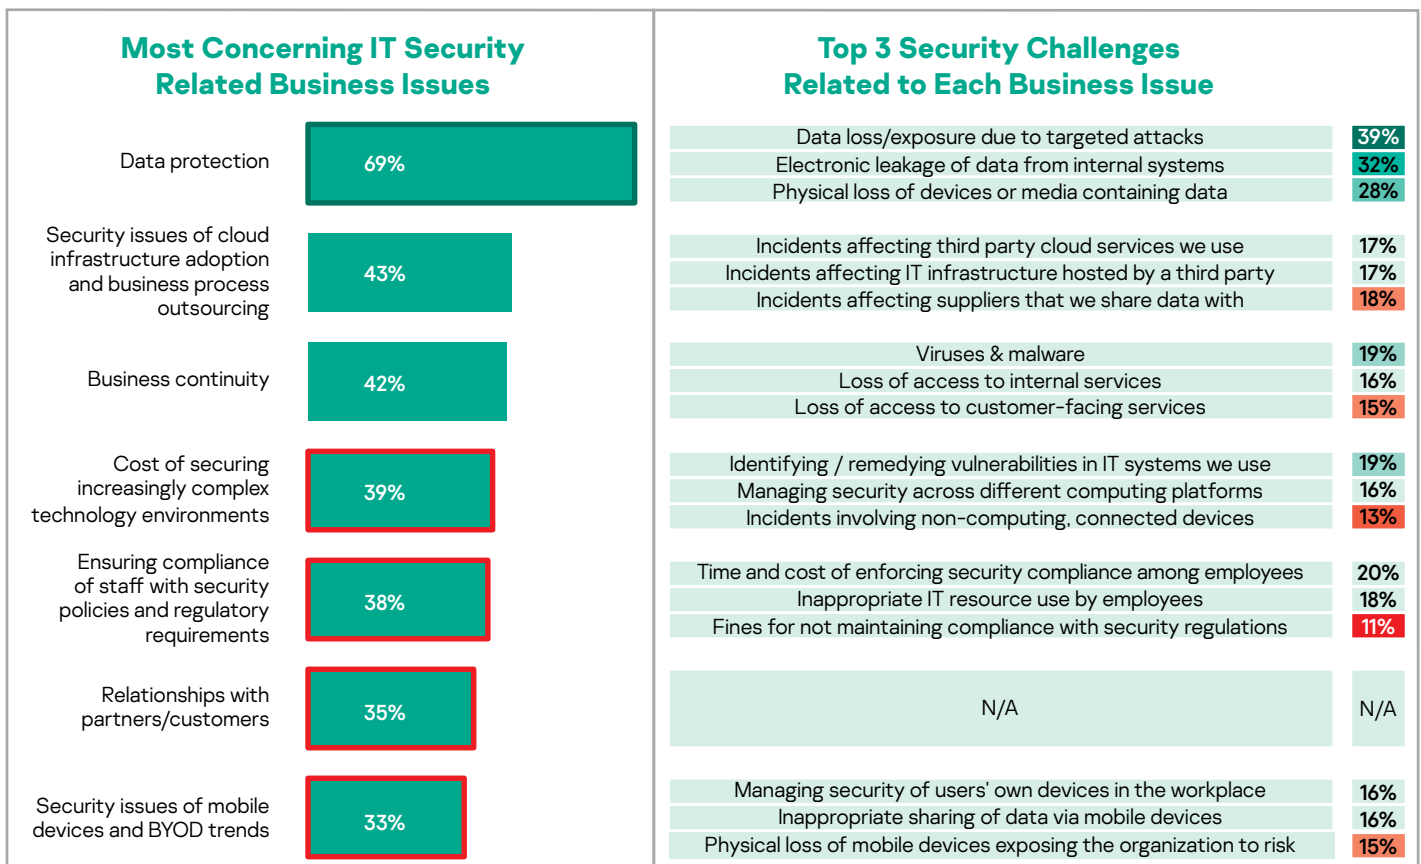 Most Concerning IT Security
Related Business Issues
Data protection
69%
Security issues of cloud
infrastructure adoption
and business process
outsourcing
43%
Business continuity
42%
Cost of securing
increasingly complex
technology environments
39%
Ensuring compliance
of staff with security
policies and regulatory
requirements
38%
Relationships with
partners/customers
35%
Security issues of mobile
devices and BYOD trends
33%
Top 3 Security Challenges
Related to Each Business Issue
Data loss/exposure due to targeted attacks 39%
Electronic leakage of data from internal systems 32%
Physical loss of devices or media containing data 28%
Incidents affecting third party cloud services we use 17%
Incidents affecting IT infrastructure hosted by a third party 17%
Incidents affecting suppliers that we share data with 18%
Viruses & malware 19%
Loss of access to internal services 16%
Loss of access to customer-facing services 15%
Identifying / remedying vulnerabilities in IT systems we use 19%
Managing security across different computing platforms 16%
Incidents involving non-computing, connected devices 13%
Time and cost of enforcing security compliance among employees 20%
Inappropriate IT resource use by employees 18%
Fines for not maintaining compliance with security regulations 11%
N/A N/A
Managing security of users' own devices in the workplace 16%
Inappropriate sharing of data via mobile devices 16%
Physical loss of mobile devices exposing the organization to risk 15%